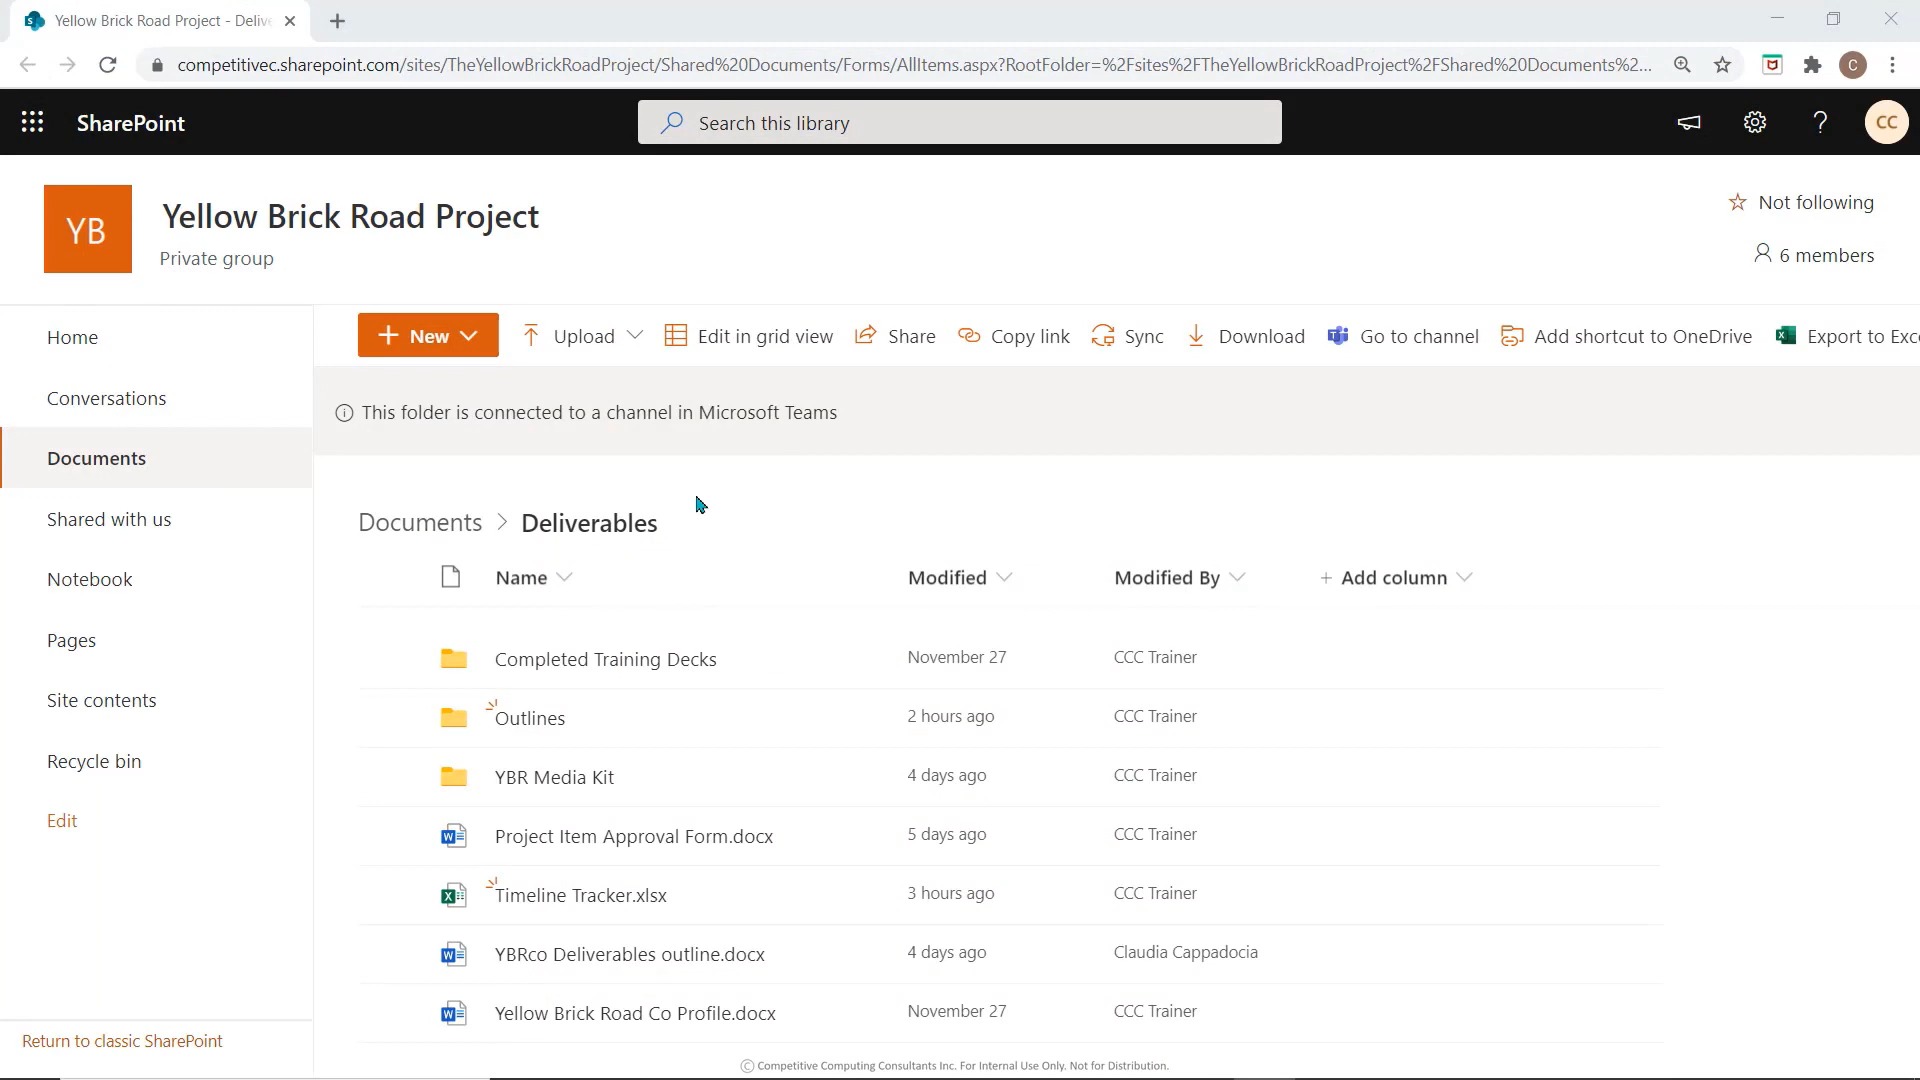 Yellow Brick Road Project - Delive
competitivec.sharepoint.com/sites/TheYellowBrickRoadProject/Shared%20Documents/Forms/AllItems.aspx?RootFolder=%2Fsites%2FTheYellowBrickRoadProject%2FShared%20Documents%2...
C
SharePoint
Search this library
?
CC
YB
Yellow Brick Road Project
Private group
Not following
6 members
Home
Conversations
Documents
Shared with us
Notebook
Pages
Site contents
Recycle bin
Edit
Return to classic SharePoint
+ New
Upload
Edit in grid view
Share
Copy link
Sync
Download
Go to channel
Add shortcut to OneDrive
Export to Exc
This folder is connected to a channel in Microsoft Teams
Documents > Deliverables
Name Modified Modified By + Add column
Completed Training Decks November 27 CCC Trainer
Outlines 2 hours ago CCC Trainer
YBR Media Kit 4 days ago CCC Trainer
Project Item Approval Form.docx 5 days ago CCC Trainer
Timeline Tracker.xlsx 3 hours ago CCC Trainer
YBRco Deliverables outline.docx 4 days ago Claudia Cappadocia
Yellow Brick Road Co Profile.docx November 27 CCC Trainer
© Competitive Computing Consultants Inc. For Internal Use Only. Not for Distribution.